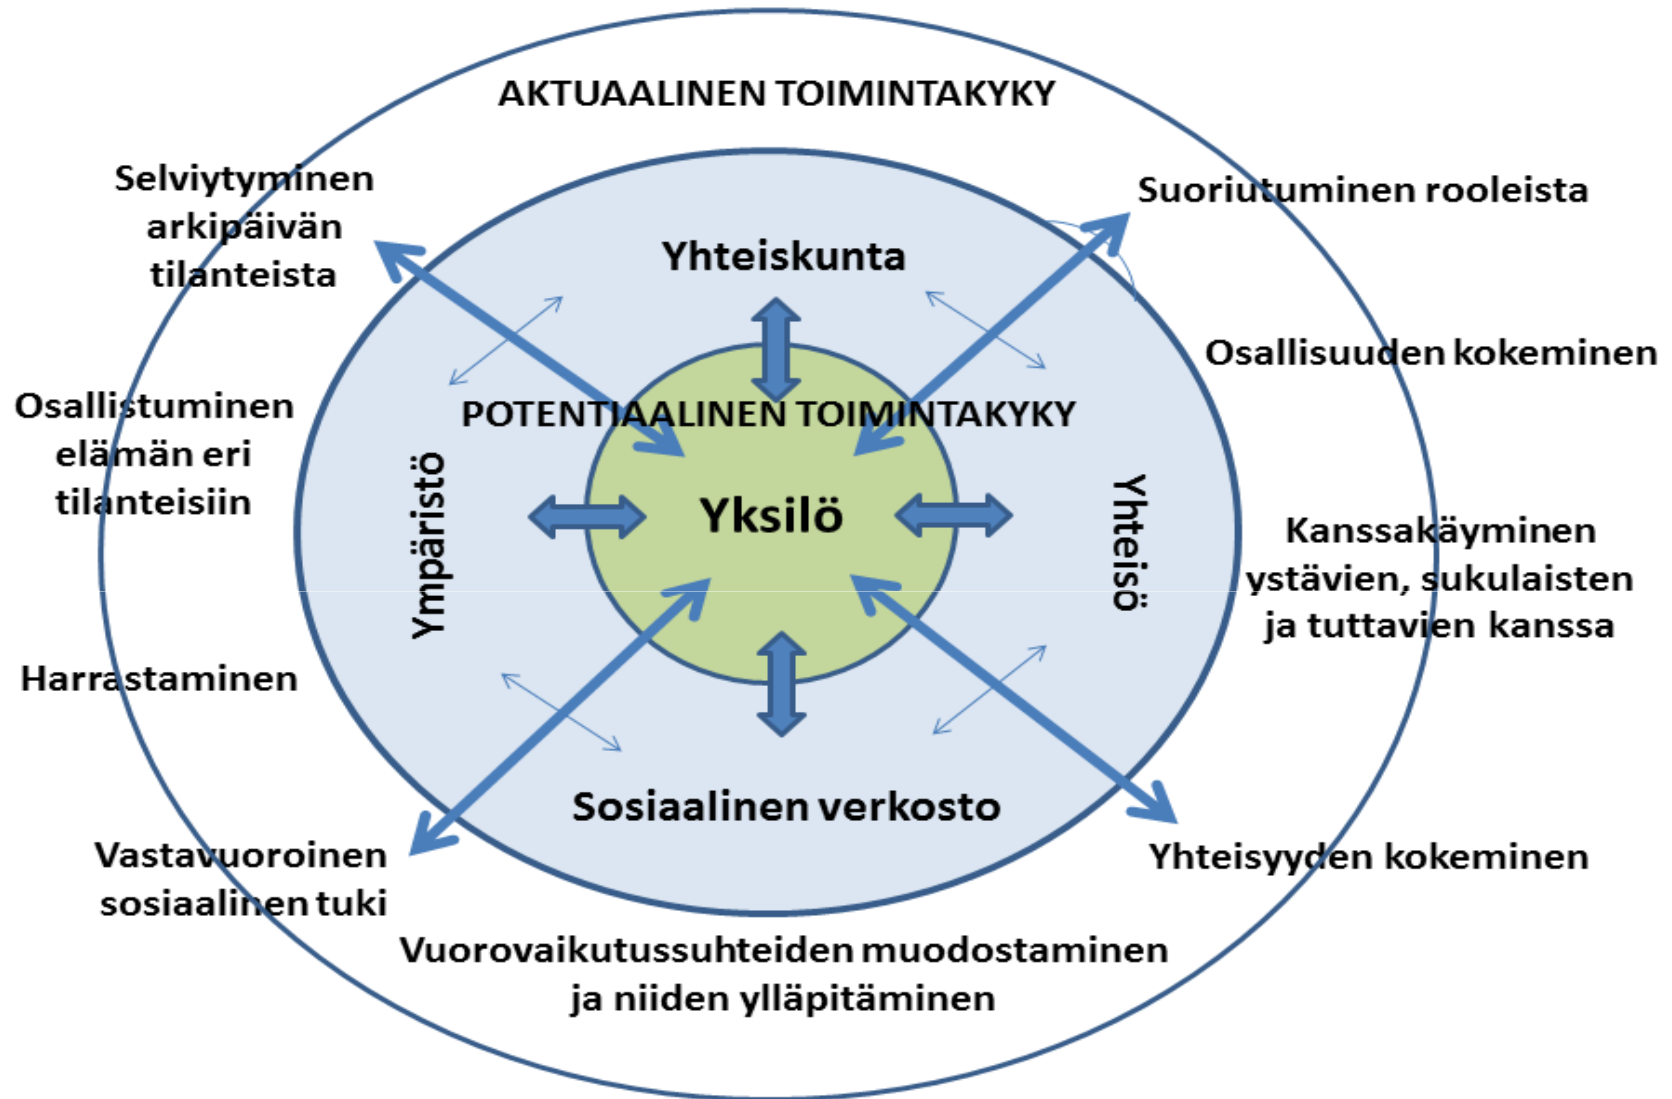 AKTUAALINEN TOIMINTAKYKY
Selviytyminen
arkipäivän
tilanteista
Suoriutuminen rooleista
Yhteiskunta
Osallisuuden kokeminen
Osallistuminen
elämän eri
tilanteisiin
POTENTIAALINEN TOIMINTAKYKY
Ympäristö
Yksilö
Yhteisö
Kanssakäyminen
ystävien, sukulaisten
ja tuttavien kanssa
Harrastaminen
Sosiaalinen verkosto
Vastavuoroinen
sosiaalinen tuki
Yhteisyyden kokeminen
Vuorovaikutussuhteiden muodostaminen
ja niiden ylläpitäminen